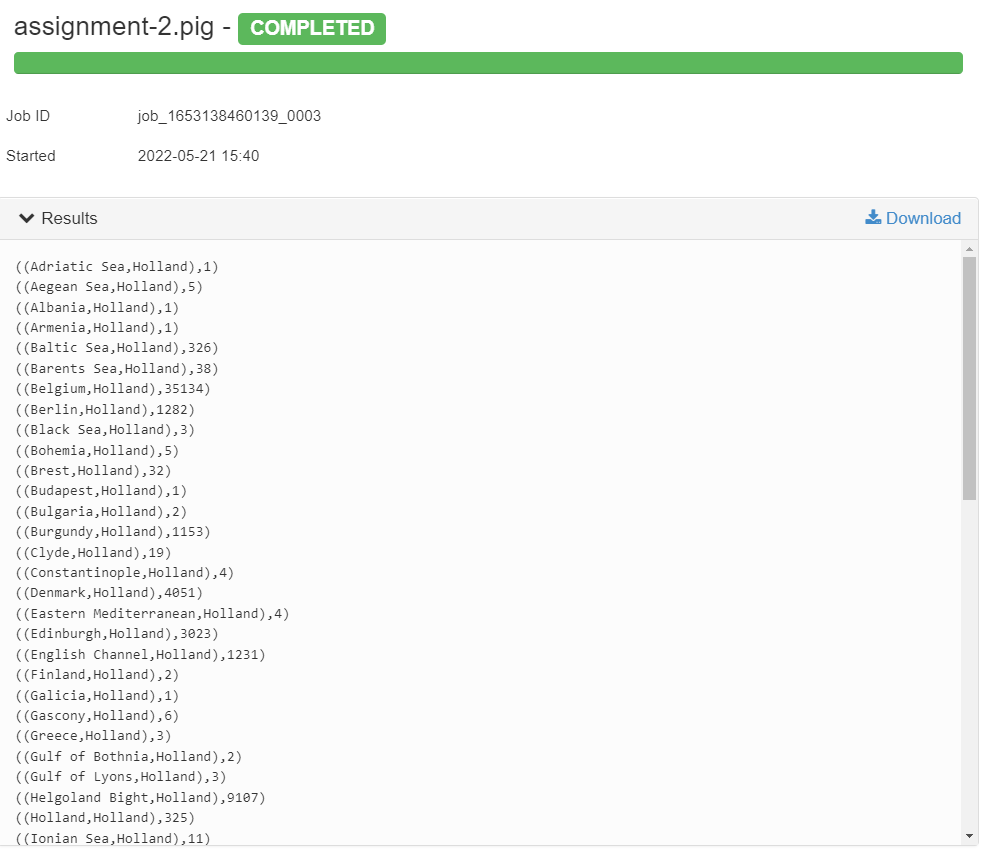 assignment-2.pig - COMPLETED
Job ID job_1653138460139_0003
Started 2022-05-21 15:40
Results Download
((Adriatic Sea,Holland),1)
((Aegean Sea,Holland),5)
((Albania,Holland),1)
((Armenia,Holland),1)
((Baltic Sea,Holland),326)
((Barents Sea,Holland),38)
((Belgium,Holland),35134)
((Berlin,Holland),1282)
((Black Sea,Holland),3)
((Bohemia,Holland),5)
((Brest,Holland),32)
((Budapest,Holland),1)
((Bulgaria,Holland),2)
((Burgundy,Holland),1153)
((Clyde,Holland),19)
((Constantinople,Holland),4)
((Denmark,Holland),4051)
((Eastern Mediterranean,Holland),4)
((Edinburgh,Holland),3023)
((English Channel,Holland),1231)
((Finland,Holland),2)
((Galicia,Holland),1)
((Gascony,Holland),6)
((Greece,Holland),3)
((Gulf of Bothnia,Holland),2)
((Gulf of Lyons,Holland),3)
((Helgoland Bight,Holland),9107)
((Holland,Holland),325)
((Ionian Sea,Holland),11)